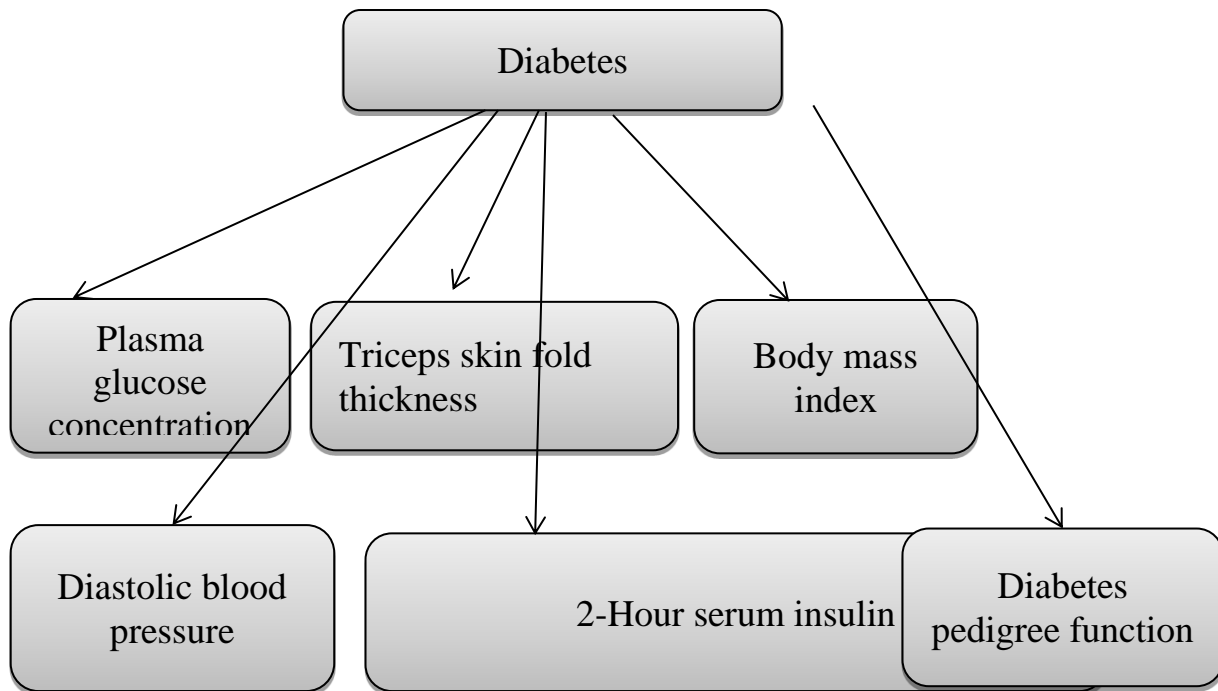 Diabetes
Plasma
glucose
concentration
Triceps skin fold
thickness
Body mass
index
Diastolic blood
pressure
2-Hour serum insulin
Diabetes
pedigree function